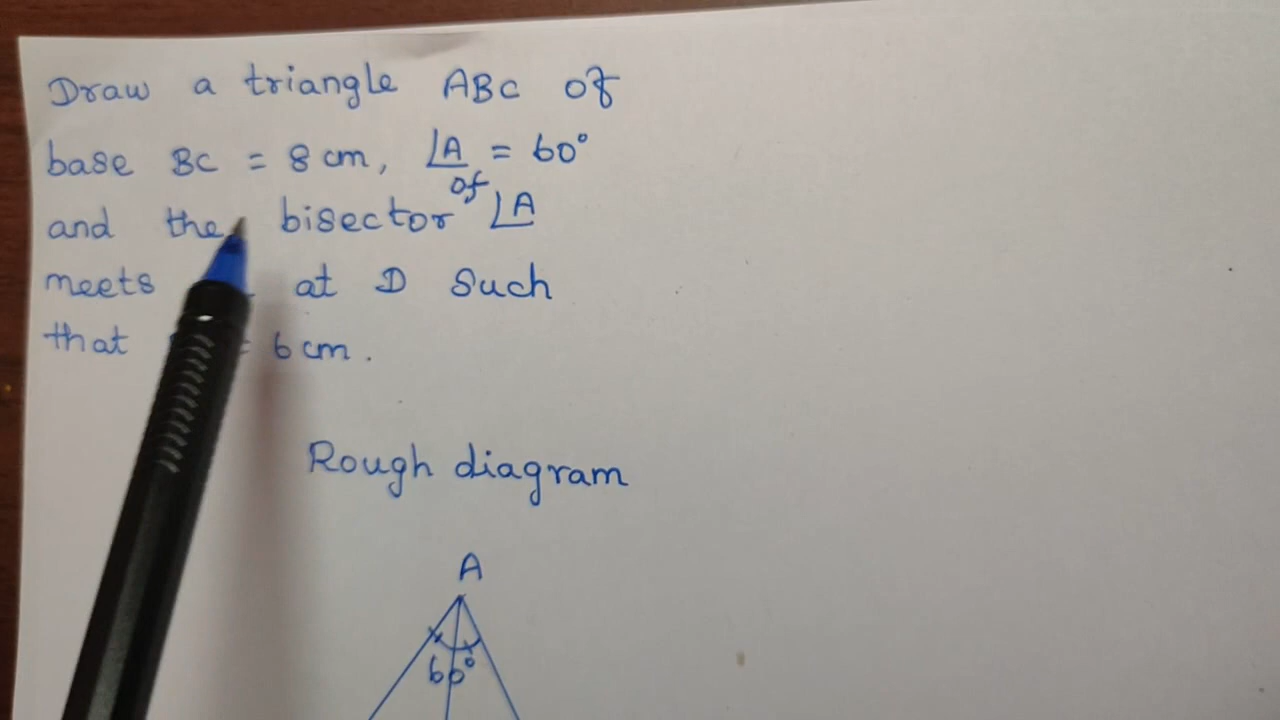 Draw a triangle ABC of
base BC = 8 cm, ∠A = 60°
and the bisector of ∠A
meets at D Such
that = 6 cm.
Rough diagram
A
60°